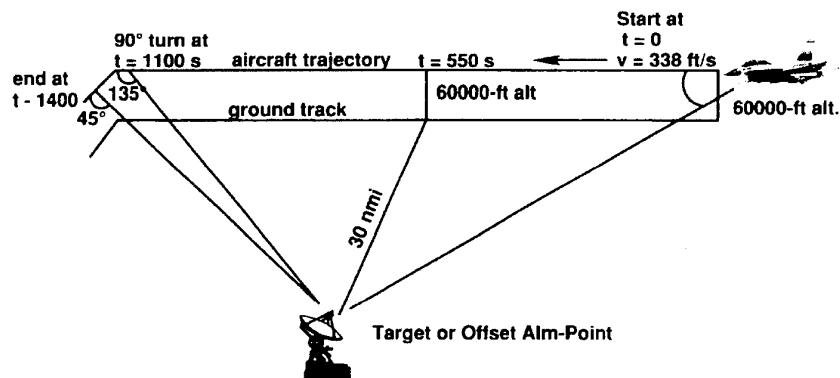 Start at
t = 0
v = 338 ft/s
90° turn at
t = 1100 s
aircraft trajectory
t = 550 s
end at
t - 1400
135°
45°
ground track
60000-ft alt
60000-ft alt.
30 nmi
Target or Offset Alm-Point